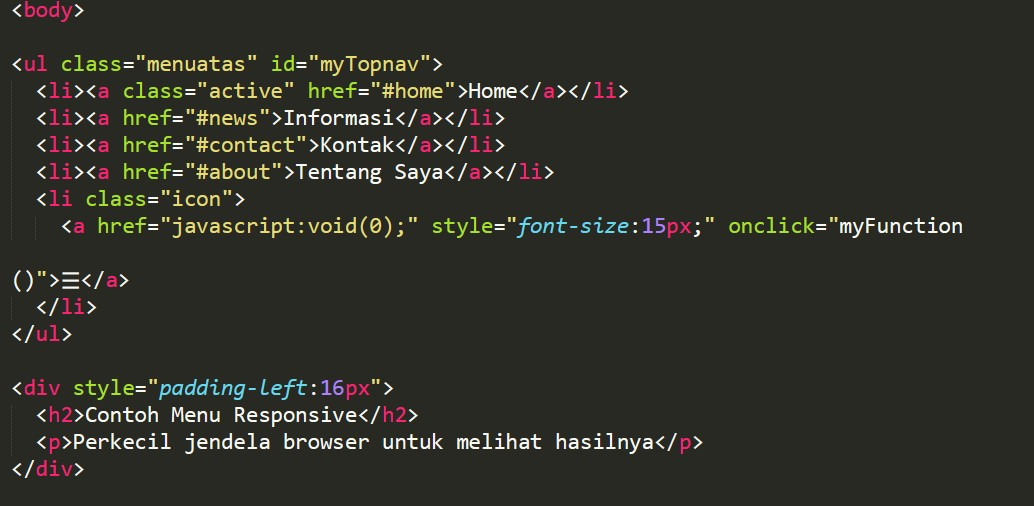 <body>
<ul class="menuatas" id="myTopnav">
<li><a class="active" href="#home">Home</a></li>
<li><a href="#news">Informasi</a></li>
<li><a href="#contact">Kontak</a></li>
<li><a href="#about">Tentang Saya</a></li>
<li class="icon">
<a href="javascript:void(0);" style="font-size:15px;" onclick="myFunction
()">☰</a>
</li>
</ul>
<div style="padding-left:16px">
<h2>Contoh Menu Responsive</h2>
<p>Perkecil jendela browser untuk melihat hasilnya</p>
</div>